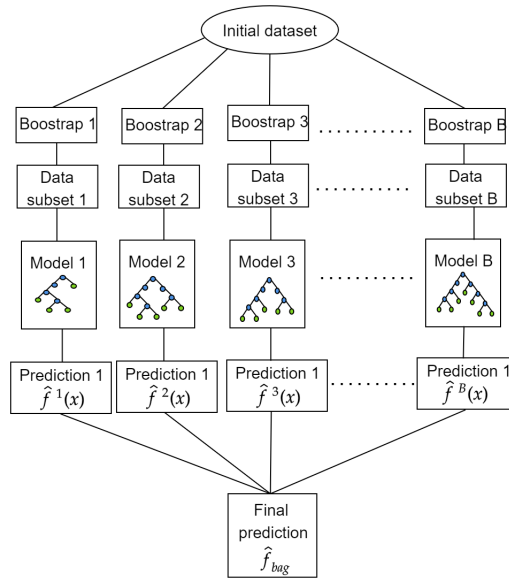 Initial dataset
Boostrap 1
Boostrap 2
Boostrap 3
Boostrap B
Data
subset 1
Data
subset 2
Data
subset 3
Data
subset B
Model 1
Model 2
Model 3
Model B
Prediction 1
f̂ ¹(x)
Prediction 1
f̂ ²(x)
Prediction 1
f̂ ³(x)
Prediction 1
f̂ ᴮ(x)
Final
prediction
f̂_bag